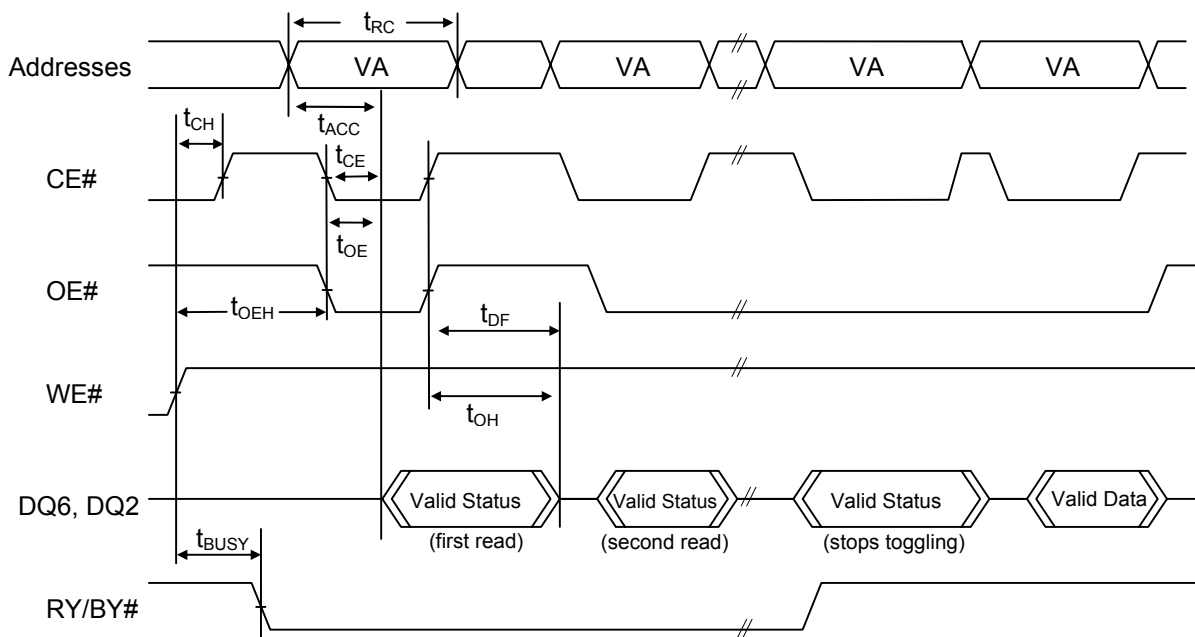 tRC
Addresses VA VA VA VA
tCH
tACC
tCE
CE#
tOE
OE#
tOEH
tDF
WE#
tOH
DQ6, DQ2 Valid Status Valid Status Valid Status Valid Data
(first read) (second read) (stops toggling)
tBUSY
RY/BY#